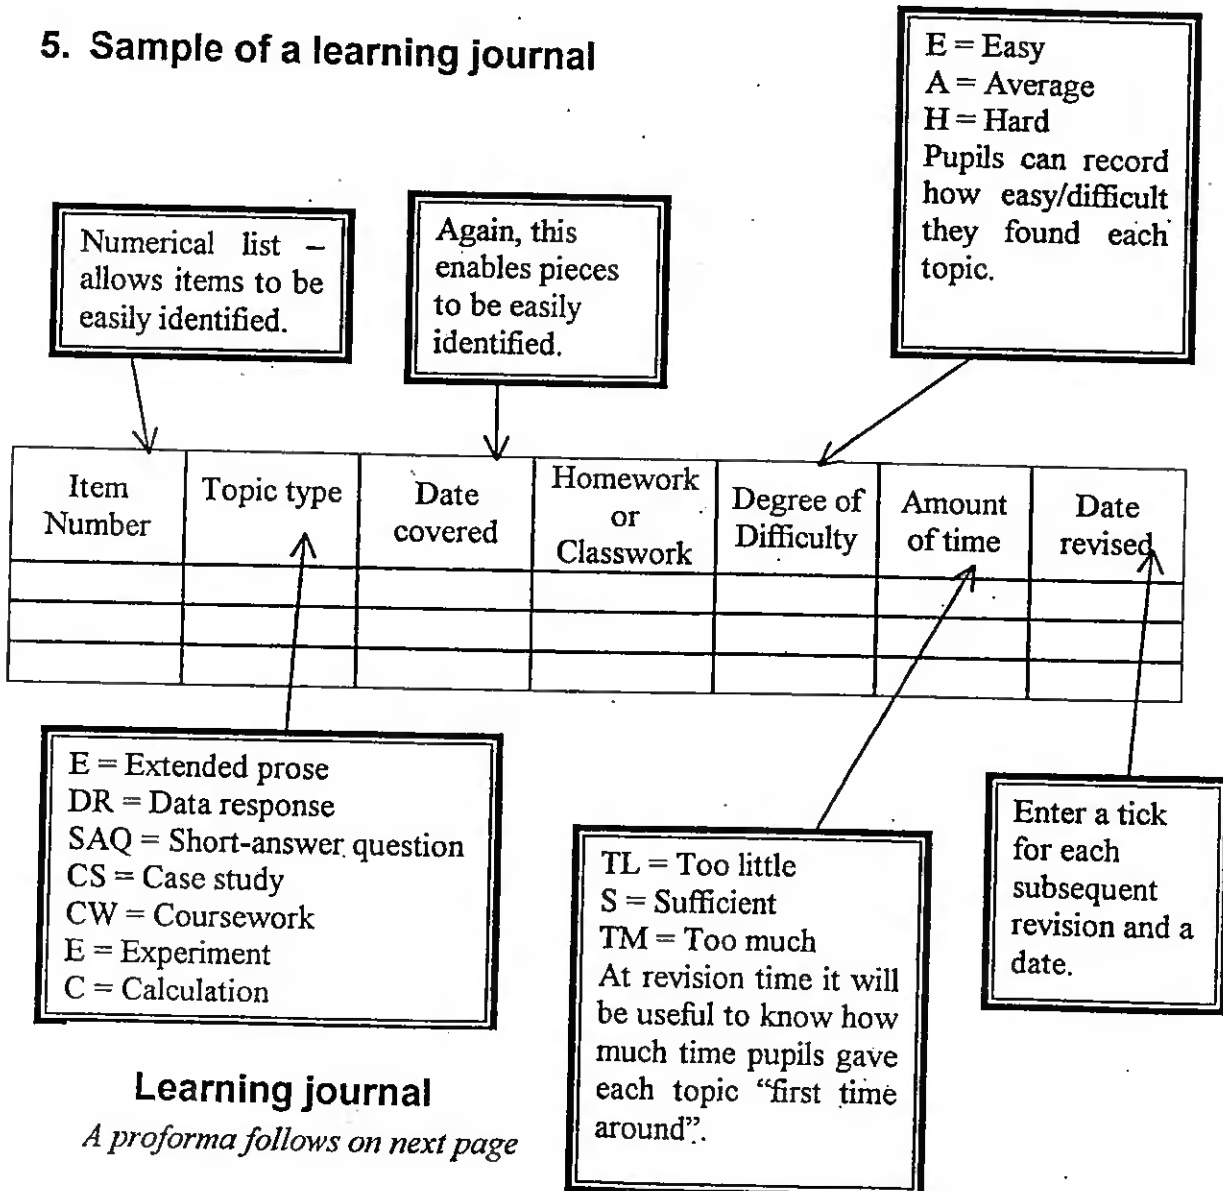 5. Sample of a learning journal
E = Easy
A = Average
H = Hard
Pupils can record
how easy/difficult
they found each
topic.
Numerical list –
allows items to be
easily identified.
Again, this
enables pieces
to be easily
identified.
Item
Number
Topic type
Date
covered
Homework
or
Classwork
Degree of
Difficulty
Amount
of time
Date
revised
E = Extended prose
DR = Data response
SAQ = Short-answer question
CS = Case study
CW = Coursework
E = Experiment
C = Calculation
TL = Too little
S = Sufficient
TM = Too much
At revision time it will
be useful to know how
much time pupils gave
each topic “first time
around”.
Enter a tick
for each
subsequent
revision and a
date.
Learning journal
A proforma follows on next page